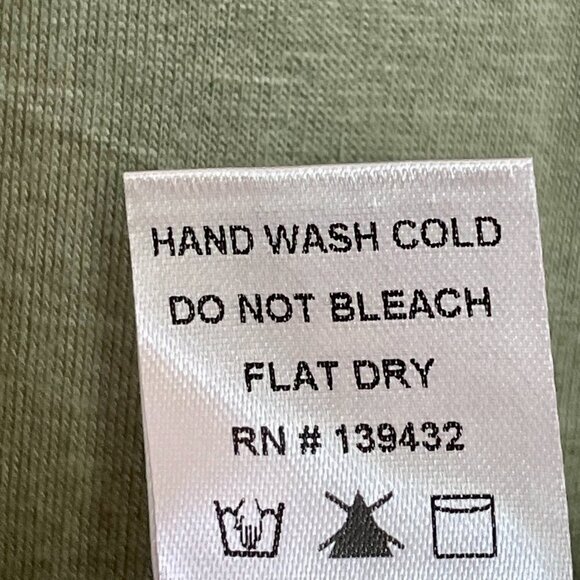 HAND WASH COLD
DO NOT BLEACH
FLAT DRY
RN # 139432